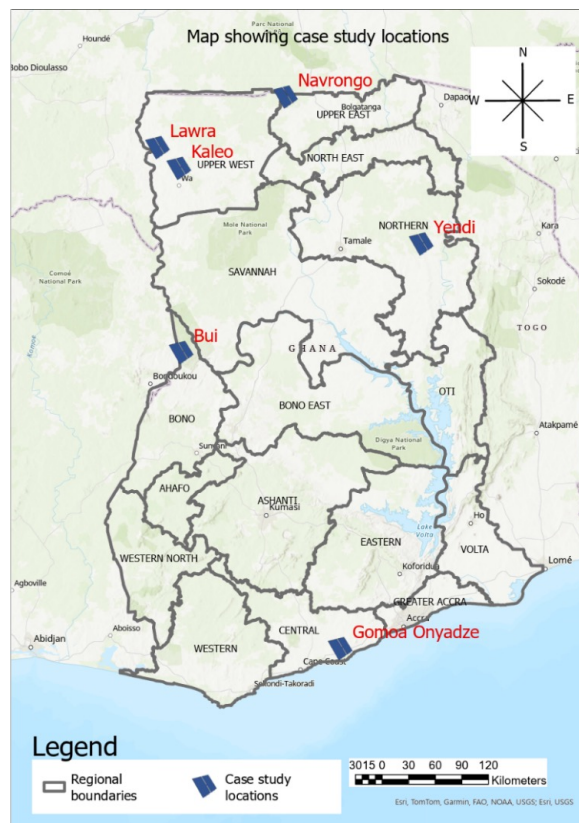 Map showing case study locations
Parc National
Houndé
Bobo Dioulasso
N
W
E
S
Navrongo
Dapao
Bolgatanga
UPPER EAST
Lawra
Kaleo
UPPER WEST
NORTH EAST
Wa
Mole National
Park
NORTHERN
Yendi
Tamale
Kara
Comoé
National Park
SAVANNAH
Sokodé
TOGO
Bui
GHANA
Bondoukou
OTI
BONO
BONO EAST
Atakpamé
Digya National
Park
AHAFO
ASHANTI
Kumasi
Ho
Lake
Volta
EASTERN
VOLTA
WESTERN NORTH
Koforidua
Lomé
Agboville
GREATER ACCRA
Accra
Aboisso
CENTRAL
Gomoa Onyadze
Abidjan
WESTERN
Cape Coast
Sekondi-Takoradi
Legend
Regional
boundaries
Case study
locations
3015 0 30 60 90 120
Kilometers
Esri, TomTom, Garmin, FAO, NOAA, USGS; Esri, USGS